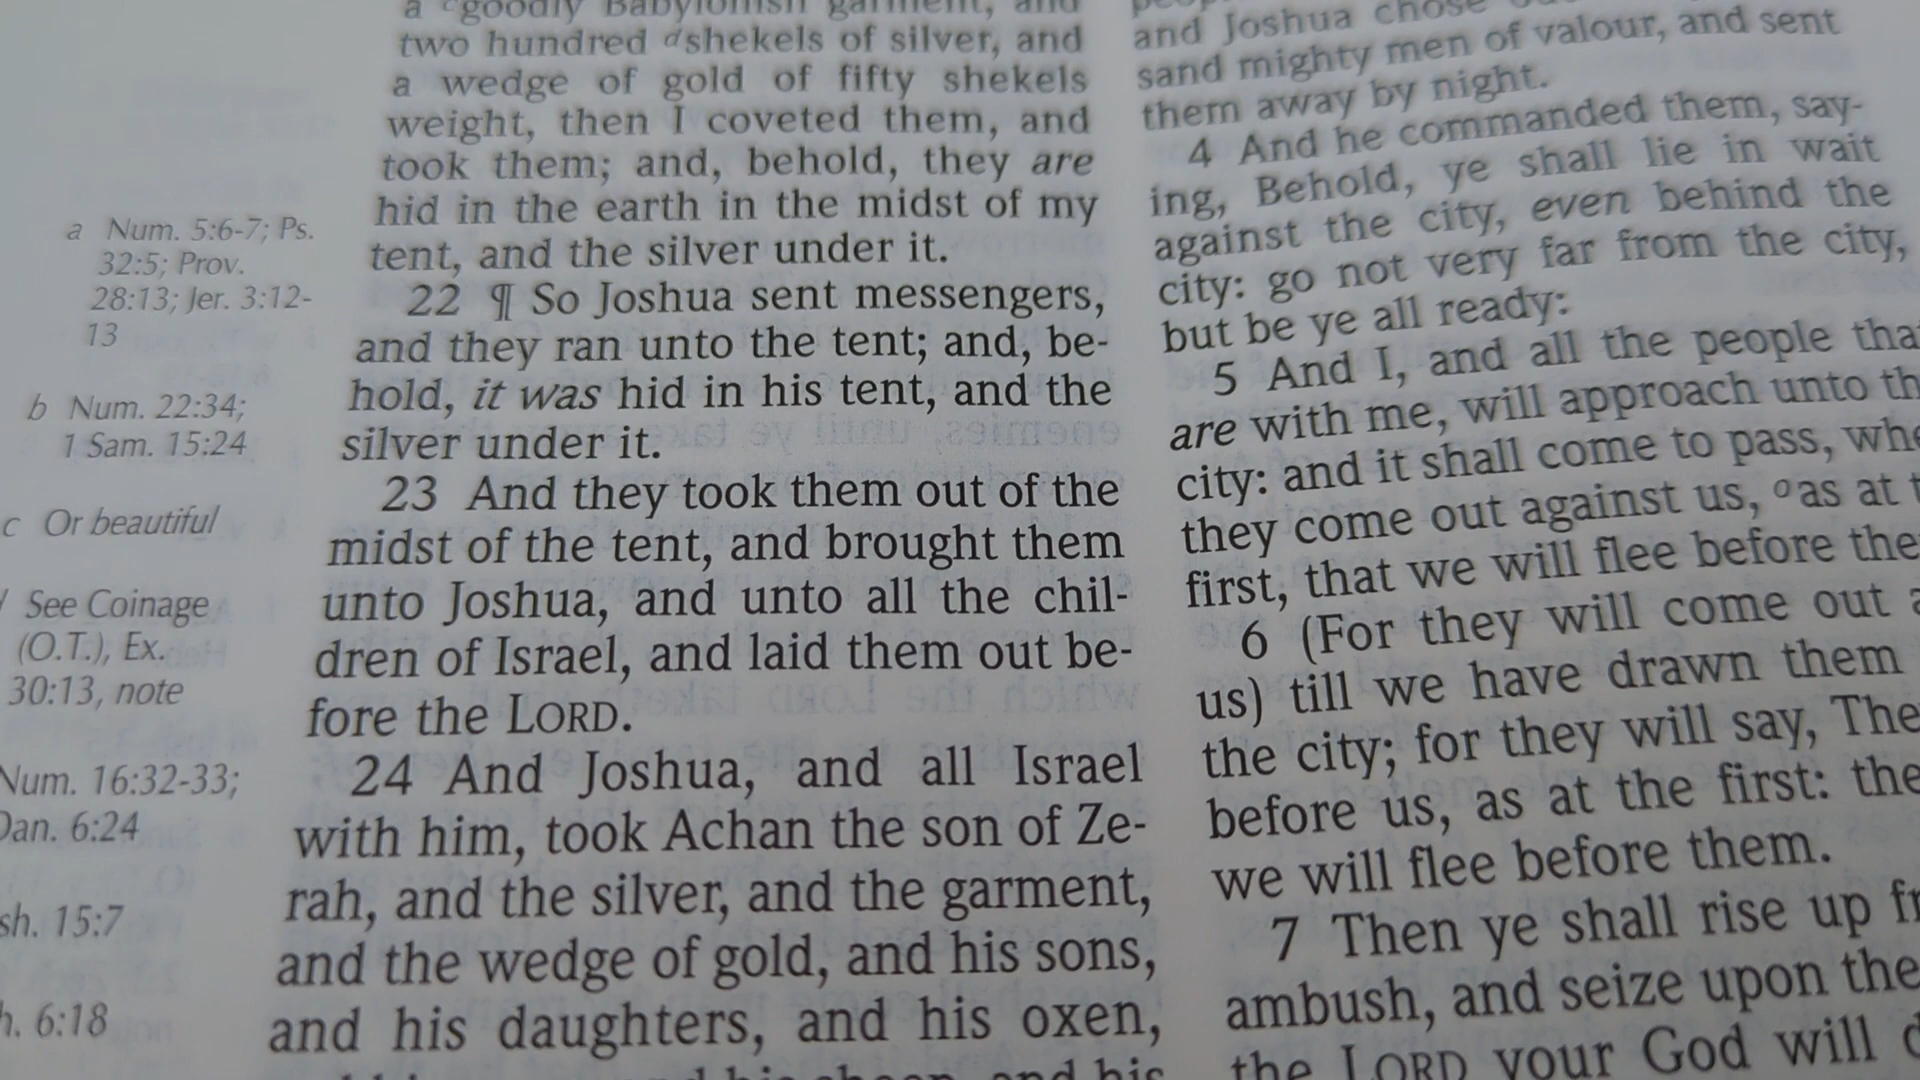 a Num. 5:6-7; Ps.
32:5; Prov.
28:13; Jer. 3:12-
13
b Num. 22:34;
1 Sam. 15:24
c Or beautiful
See Coinage
(O.T.), Ex.
30:13, note
Num. 16:32-33;
Dan. 6:24
sh. 15:7
h. 6:18
a cgoodly Babylonish garment, and
two hundred dshekels of silver, and
a wedge of gold of fifty shekels
weight, then I coveted them, and
took them; and, behold, they are
hid in the earth in the midst of my
tent, and the silver under it.
22 ¶ So Joshua sent messengers,
and they ran unto the tent; and, be-
hold, it was hid in his tent, and the
silver under it.
23 And they took them out of the
midst of the tent, and brought them
unto Joshua, and unto all the chil-
dren of Israel, and laid them out be-
fore the LORD.
24 And Joshua, and all Israel
with him, took Achan the son of Ze-
rah, and the silver, and the garment,
and the wedge of gold, and his sons,
and his daughters, and his oxen,
and his
and Joshua chose
sand mighty men of valour, and sent
them away by night.
4 And he commanded them, say-
ing, Behold, ye shall lie in wait
against the city, even behind the
city: go not very far from the city,
but be ye all ready:
5 And I, and all the people tha
are with me, will approach unto th
city: and it shall come to pass, whe
they come out against us, oas at t
first, that we will flee before the
6 (For they will come out a
us) till we have drawn them
the city; for they will say, The
before us, as at the first: the
we will flee before them.
7 Then ye shall rise up fr
ambush, and seize upon the
the LORD your God will d